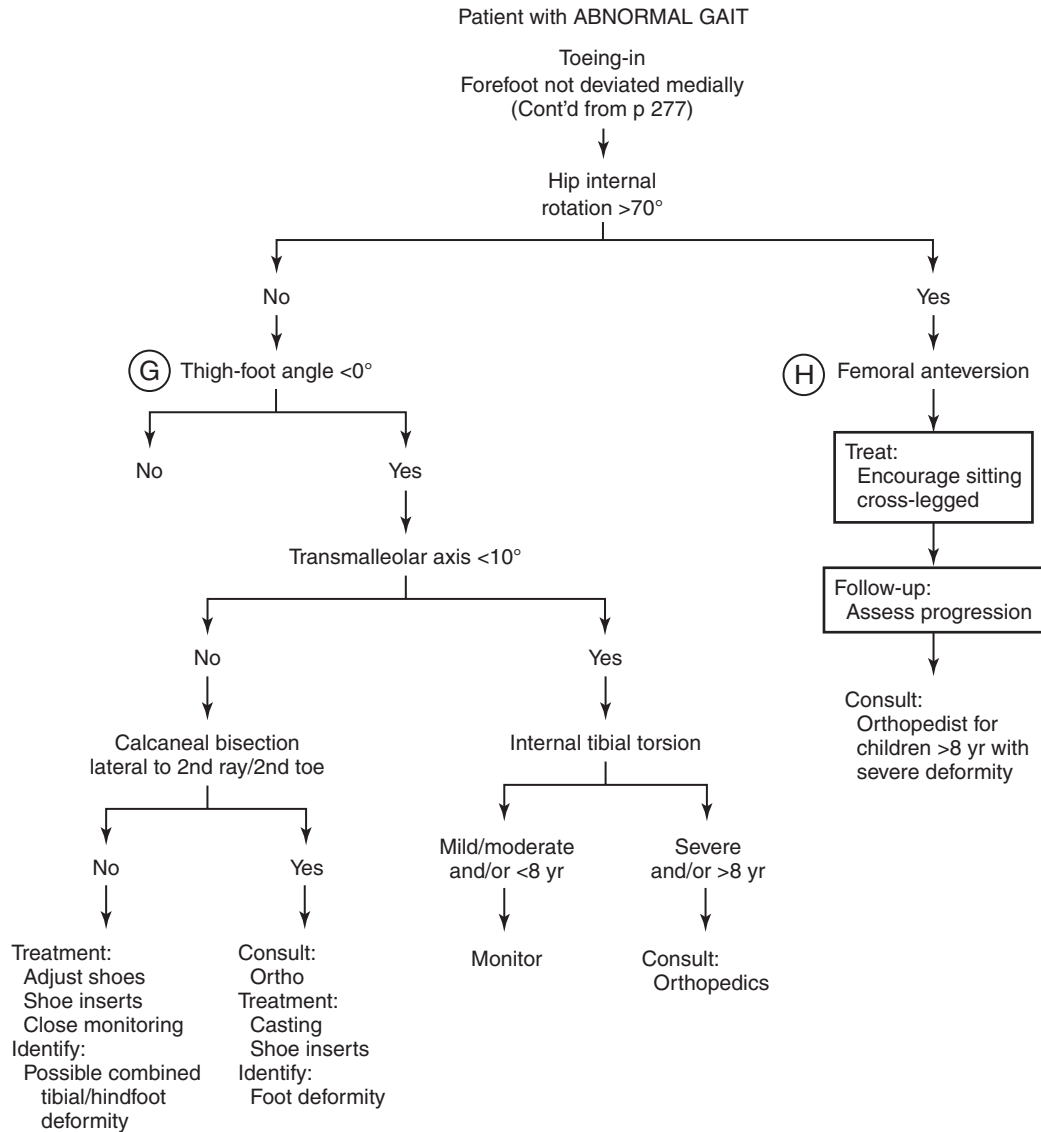 Patient with ABNORMAL GAIT
Toeing-in
Forefoot not deviated medially
(Cont'd from p 277)
Hip internal
rotation >70°
No
Yes
G
Thigh-foot angle <0°
H
Femoral anteversion
No
Yes
Treat:
Encourage sitting
cross-legged
Transmalleolar axis <10°
Follow-up:
Assess progression
No
Yes
Consult:
Orthopedist for
children >8 yr with
severe deformity
Calcaneal bisection
lateral to 2nd ray/2nd toe
Internal tibial torsion
No
Yes
Mild/moderate
and/or <8 yr
Severe
and/or >8 yr
Treatment:
Adjust shoes
Shoe inserts
Close monitoring
Identify:
Possible combined
tibial/hindfoot
deformity
Consult:
Ortho
Treatment:
Casting
Shoe inserts
Identify:
Foot deformity
Monitor
Consult:
Orthopedics